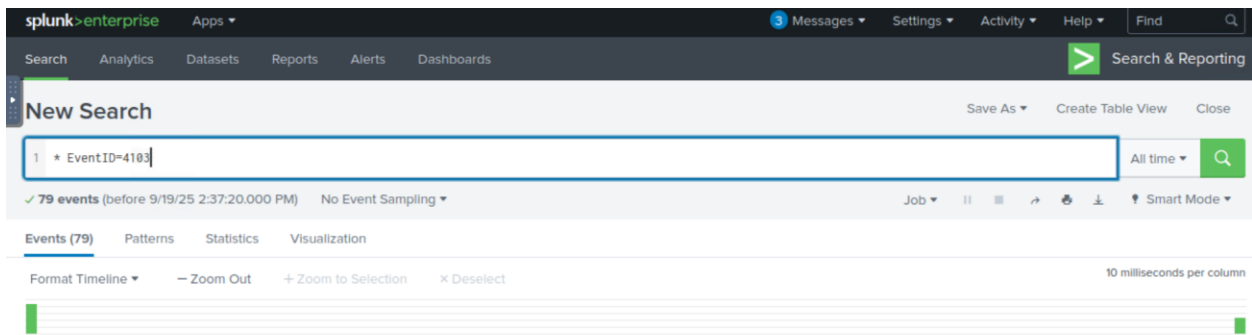 splunk>enterprise Apps 3 Messages Settings Activity Help Find
Search Analytics Datasets Reports Alerts Dashboards > Search & Reporting
New Search Save As Create Table View Close
1 * EventID=4103 All time
79 events (before 9/19/25 2:37:20.000 PM) No Event Sampling Job Smart Mode
Events (79) Patterns Statistics Visualization
Format Timeline — Zoom Out + Zoom to Selection × Deselect 10 milliseconds per column